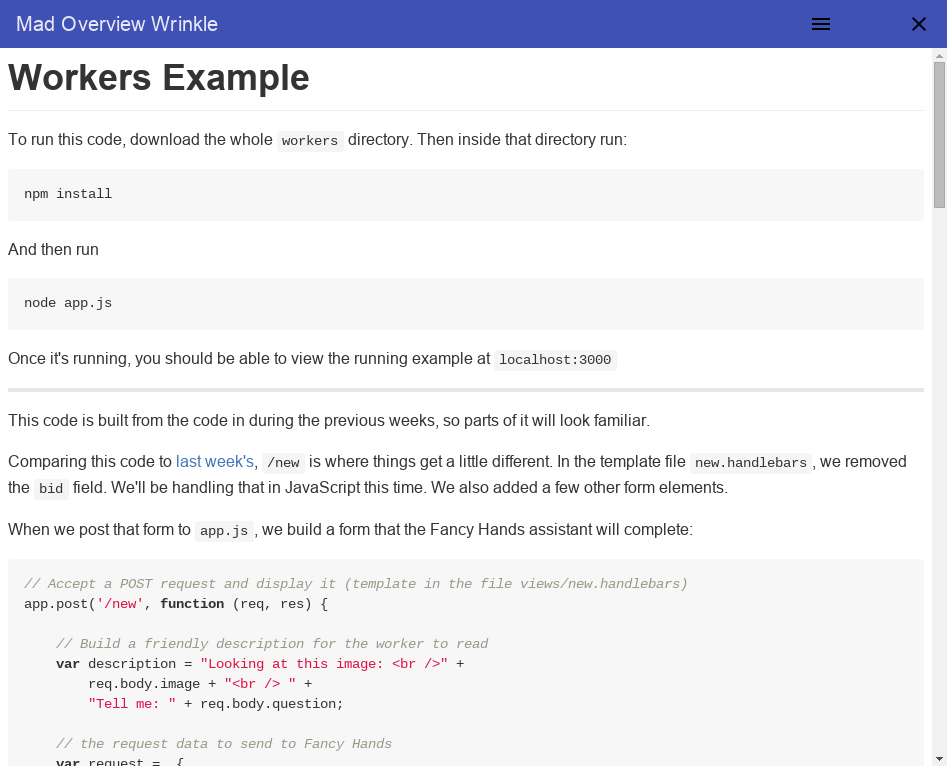 Mad Overview Wrinkle
Workers Example
To run this code, download the whole workers directory. Then inside that directory run:
npm install
And then run
node app.js
Once it's running, you should be able to view the running example at localhost:3000
This code is built from the code in during the previous weeks, so parts of it will look familiar.
Comparing this code to last week's, /new is where things get a little different. In the template file new.handlebars, we removed
the bid field. We'll be handling that in JavaScript this time. We also added a few other form elements.
When we post that form to app.js, we build a form that the Fancy Hands assistant will complete:
// Accept a POST request and display it (template in the file views/new.handlebars)
app.post('/new', function (req, res) {
    // Build a friendly description for the worker to read
    var description = "Looking at this image: <br />" +
        req.body.image + "<br /> " +
        "Tell me: " + req.body.question;
    // the request data to send to Fancy Hands
    var request =  {